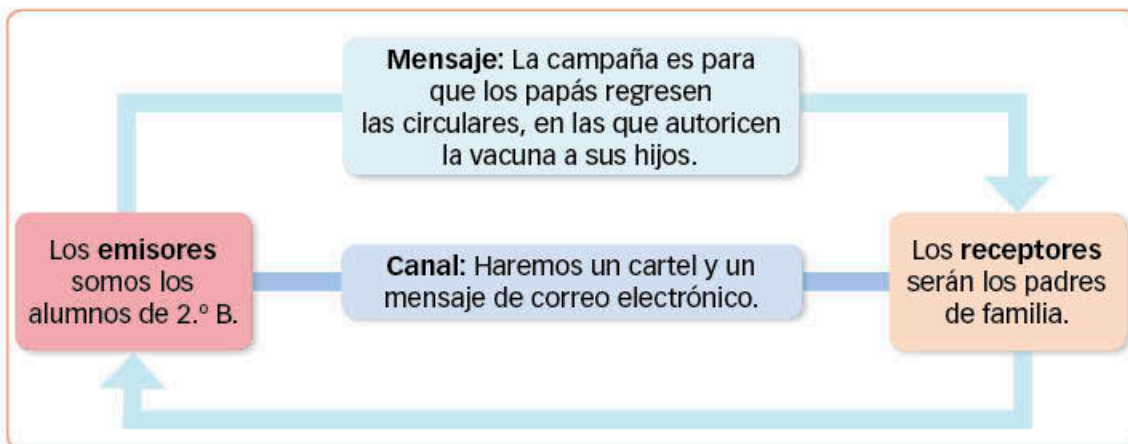 Mensaje: La campaña es para
que los papás regresen
las circulares, en las que autoricen
la vacuna a sus hijos.
Los emisores
somos los
alumnos de 2.º B.
Canal: Haremos un cartel y un
mensaje de correo electrónico.
Los receptores
serán los padres
de familia.